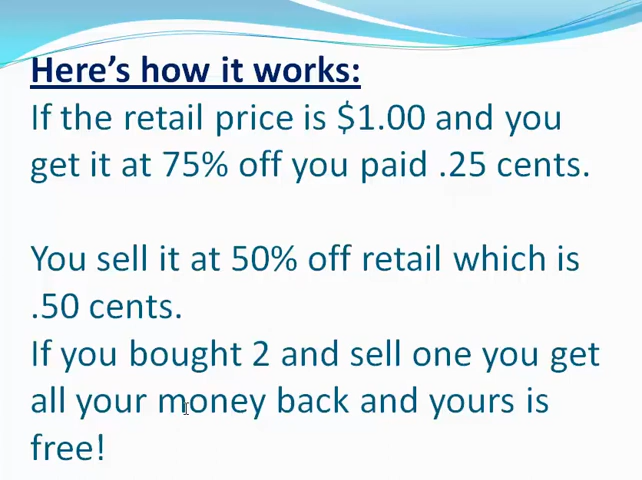 Here's how it works:
If the retail price is $1.00 and you
get it at 75% off you paid .25 cents.
You sell it at 50% off retail which is
.50 cents.
If you bought 2 and sell one you get
all your money back and yours is
free!